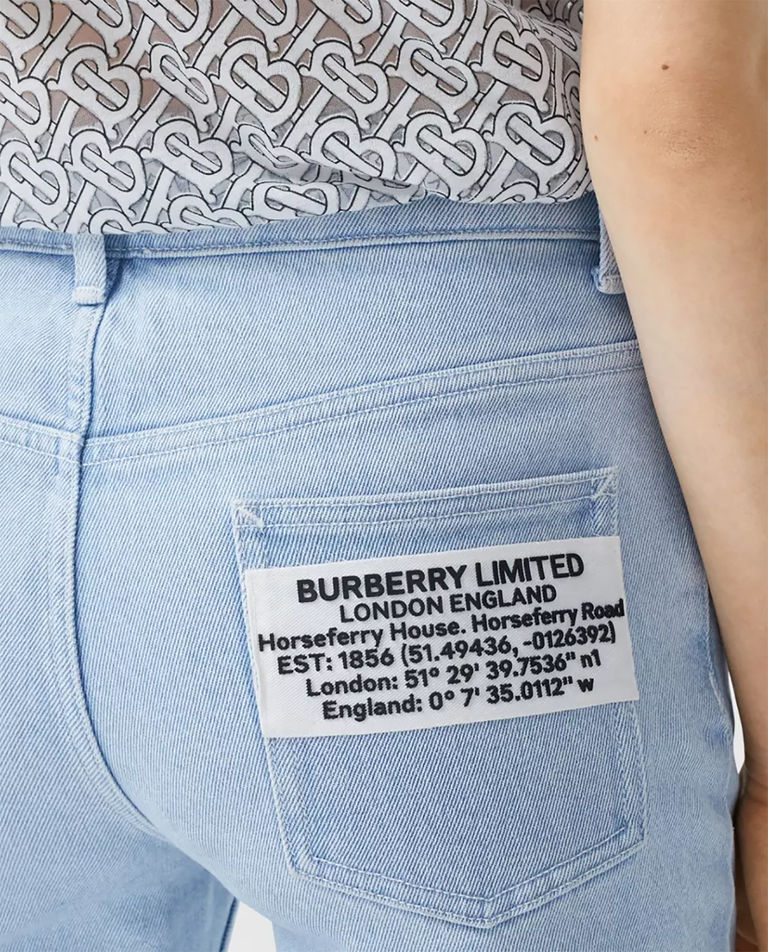 BURBERRY LIMITED
LONDON ENGLAND
Horseferry House. Horseferry Road
EST: 1856 (51.49436, -0126392)
London: 51° 29' 39.7536" n1
England: 0° 7' 35.0112" w